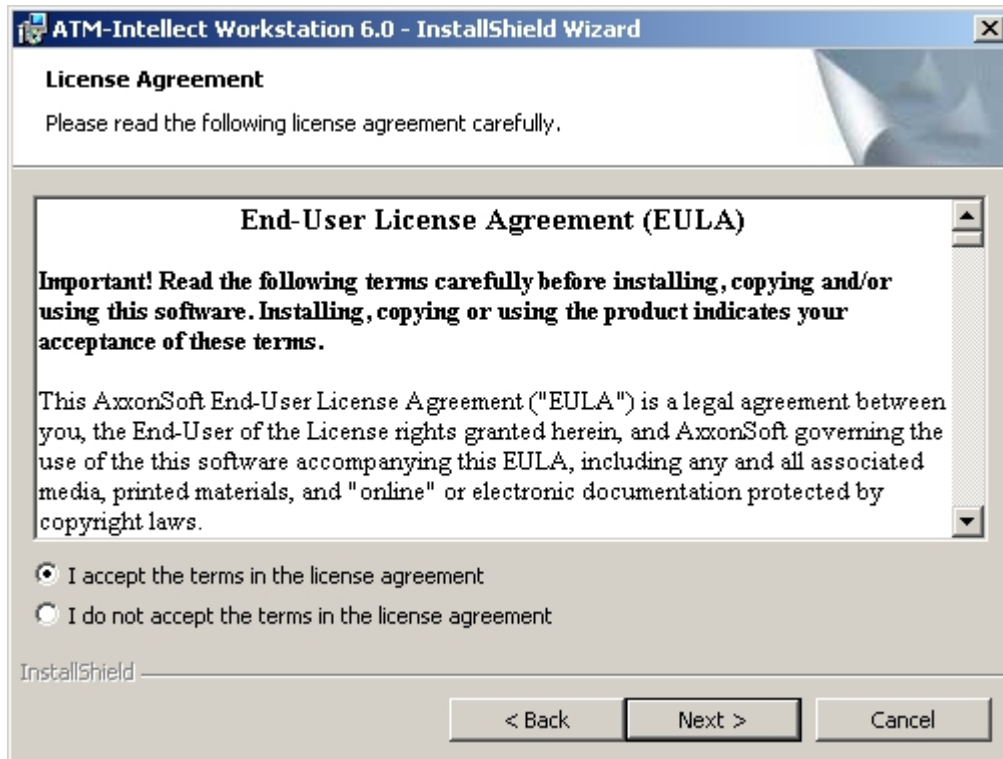 ATM-Intellect Workstation 6.0 - InstallShield Wizard
License Agreement
Please read the following license agreement carefully.
End-User License Agreement (EULA)
Important! Read the following terms carefully before installing, copying and/or
using this software. Installing, copying or using the product indicates your
acceptance of these terms.
This AxxonSoft End-User License Agreement ("EULA") is a legal agreement between
you, the End-User of the License rights granted herein, and AxxonSoft governing the
use of the this software accompanying this EULA, including any and all associated
media, printed materials, and "online" or electronic documentation protected by
copyright laws.
I accept the terms in the license agreement
I do not accept the terms in the license agreement
InstallShield
< Back
Next >
Cancel